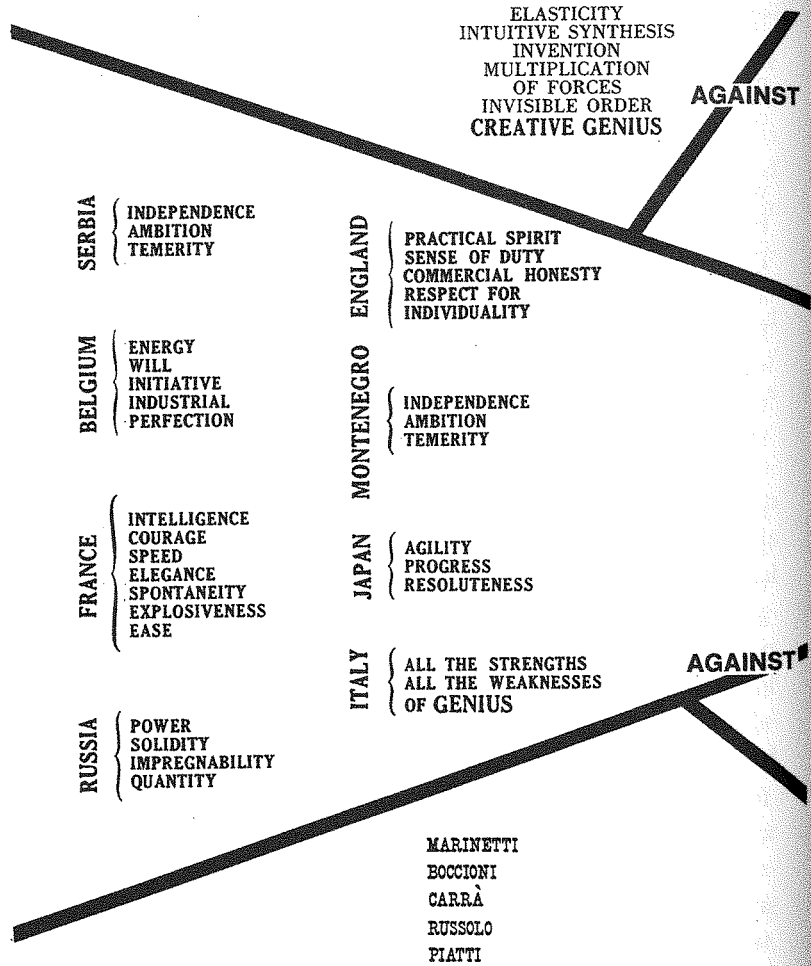 ELASTICITY
INTUITIVE SYNTHESIS
INVENTION
MULTIPLICATION
OF FORCES
INVISIBLE ORDER
CREATIVE GENIUS
AGAINST
SERBIA
INDEPENDENCE
AMBITION
TEMERITY
BELGIUM
ENERGY
WILL
INITIATIVE
INDUSTRIAL
PERFECTION
FRANCE
INTELLIGENCE
COURAGE
SPEED
ELEGANCE
SPONTANEITY
EXPLOSIVENESS
EASE
RUSSIA
POWER
SOLIDITY
IMPREGNABILITY
QUANTITY
ENGLAND
PRACTICAL SPIRIT
SENSE OF DUTY
COMMERCIAL HONESTY
RESPECT FOR
INDIVIDUALITY
MONTENEGRO
INDEPENDENCE
AMBITION
TEMERITY
JAPAN
AGILITY
PROGRESS
RESOLUTENESS
ITALY
ALL THE STRENGTHS
ALL THE WEAKNESSES
OF GENIUS
AGAINST
MARINETTI
BOCCIONI
CARRÀ
RUSSOLO
PIATTI